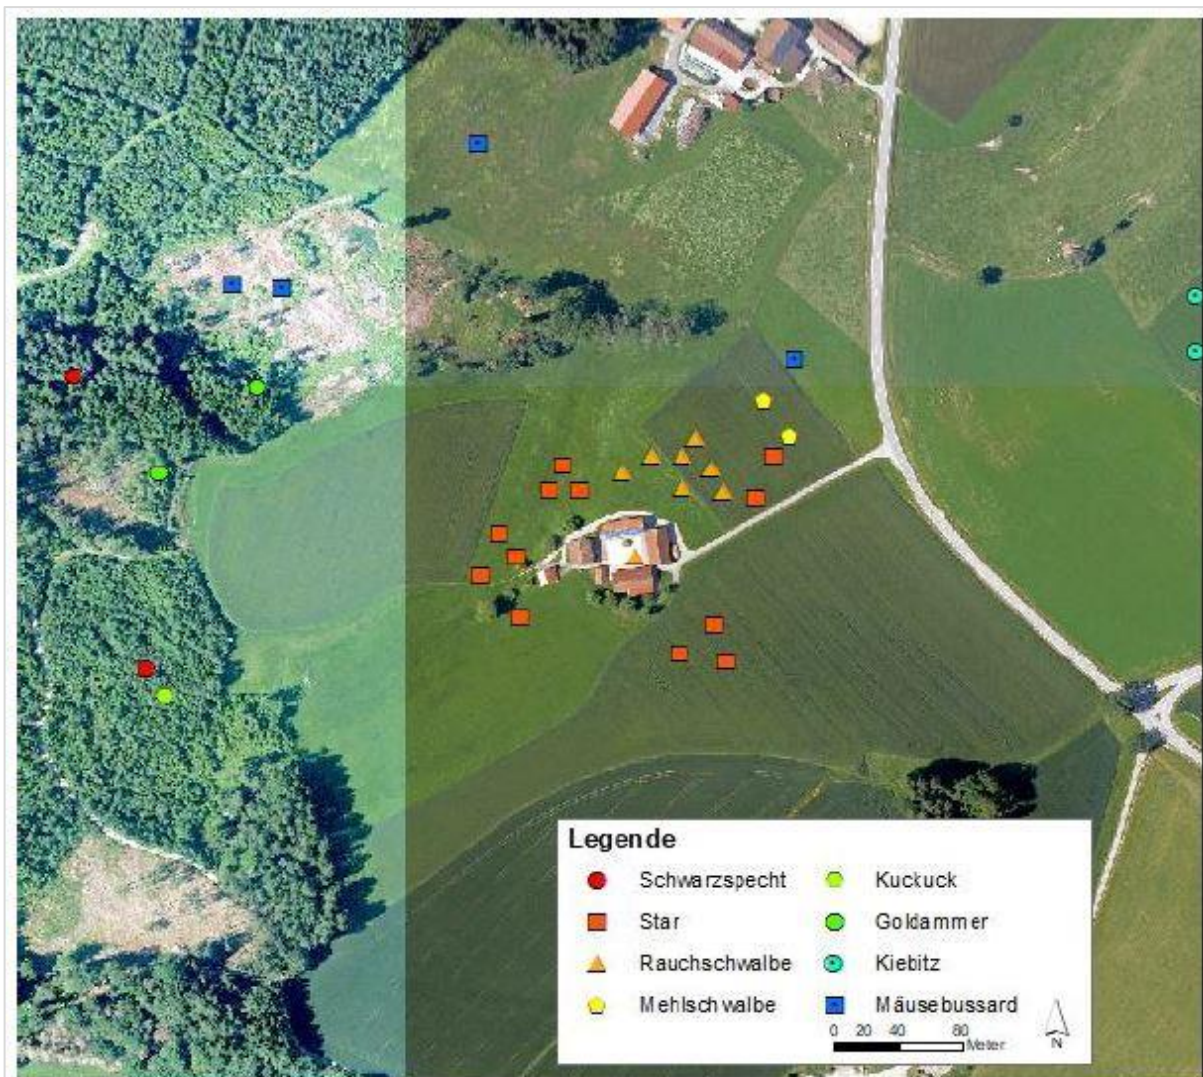 Legende
Schwarzspecht
Star
Rauchschwalbe
Mehlschwalbe
Kuckuck
Goldammer
Kiebitz
Mäusebussard
0 20 40 80
Meter
N